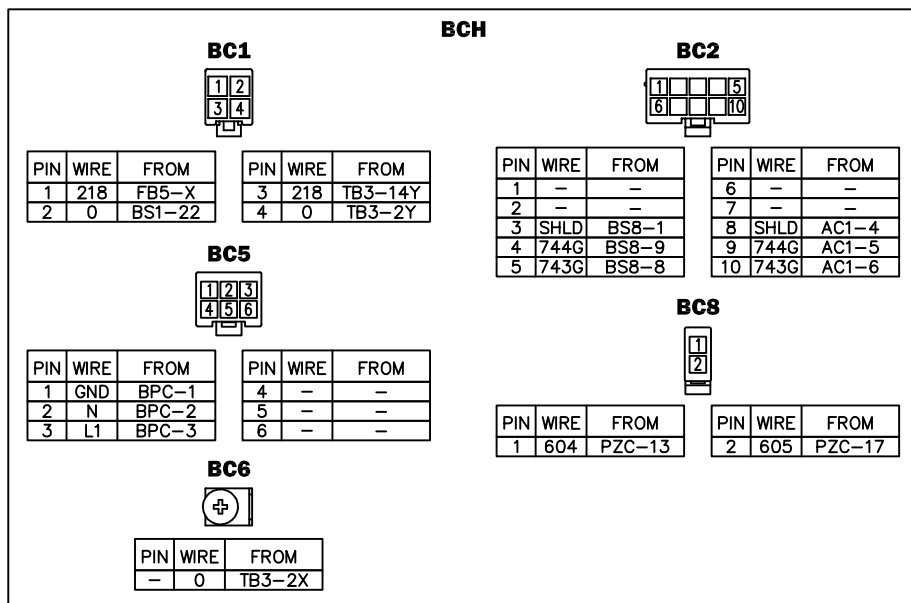 BCH
BC1
1 2
3 4
PIN WIRE FROM
1 218 FB5-X
2 0 BS1-22
PIN WIRE FROM
3 218 TB3-14Y
4 0 TB3-2Y
BC5
1 2 3
4 5 6
PIN WIRE FROM
1 GND BPC-1
2 N BPC-2
3 L1 BPC-3
PIN WIRE FROM
4 - -
5 - -
6 - -
BC6
PIN WIRE FROM
- 0 TB3-2X
BC2
1 5
6 10
PIN WIRE FROM
1 - -
2 - -
3 SHLD BS8-1
4 744G BS8-9
5 743G BS8-8
PIN WIRE FROM
6 - -
7 - -
8 SHLD AC1-4
9 744G AC1-5
10 743G AC1-6
BC8
1
2
PIN WIRE FROM
1 604 PZC-13
PIN WIRE FROM
2 605 PZC-17